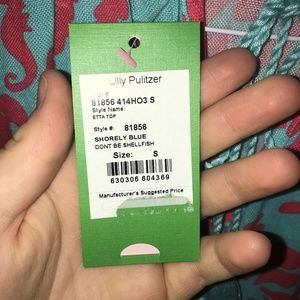 Lilly Pulitzer
81856 414HO3 S
Style Name:
ETTA TOP
Style #: 81856
SHORELY BLUE
DONT BE SHELLFISH
Size: S
630306 604369
Manufacturer's Suggested Price